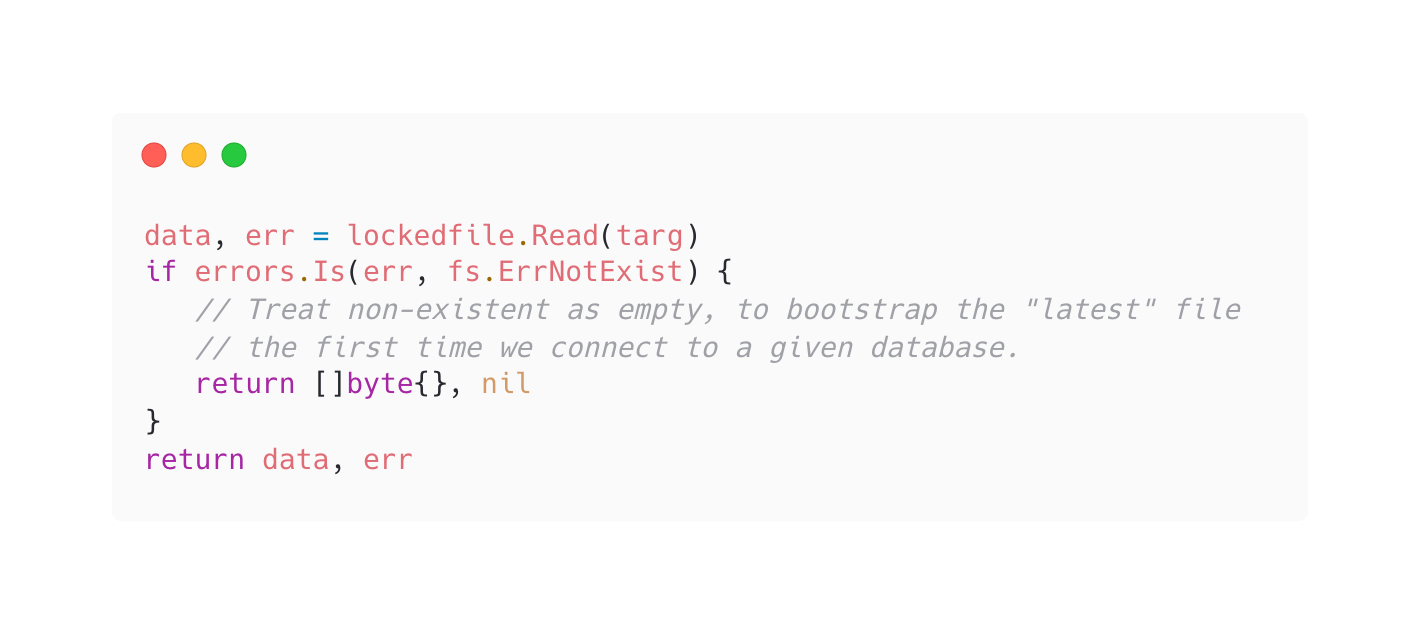 data, err = lockedfile.Read(targ)
if errors.Is(err, fs.ErrNotExist) {
   // Treat non-existent as empty, to bootstrap the "latest" file
   // the first time we connect to a given database.
   return []byte{}, nil
}
return data, err